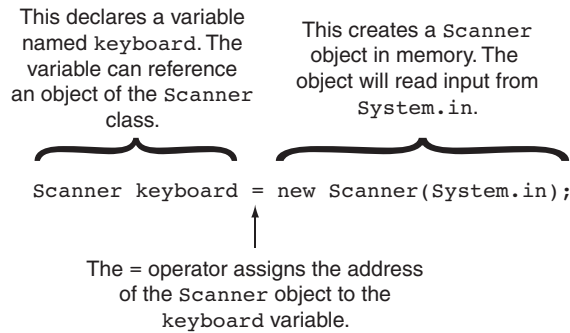 This declares a variable
named keyboard. The
variable can reference
an object of the Scanner
class.
This creates a Scanner
object in memory. The
object will read input from
System.in.
Scanner keyboard = new Scanner(System.in);
The = operator assigns the address
of the Scanner object to the
keyboard variable.